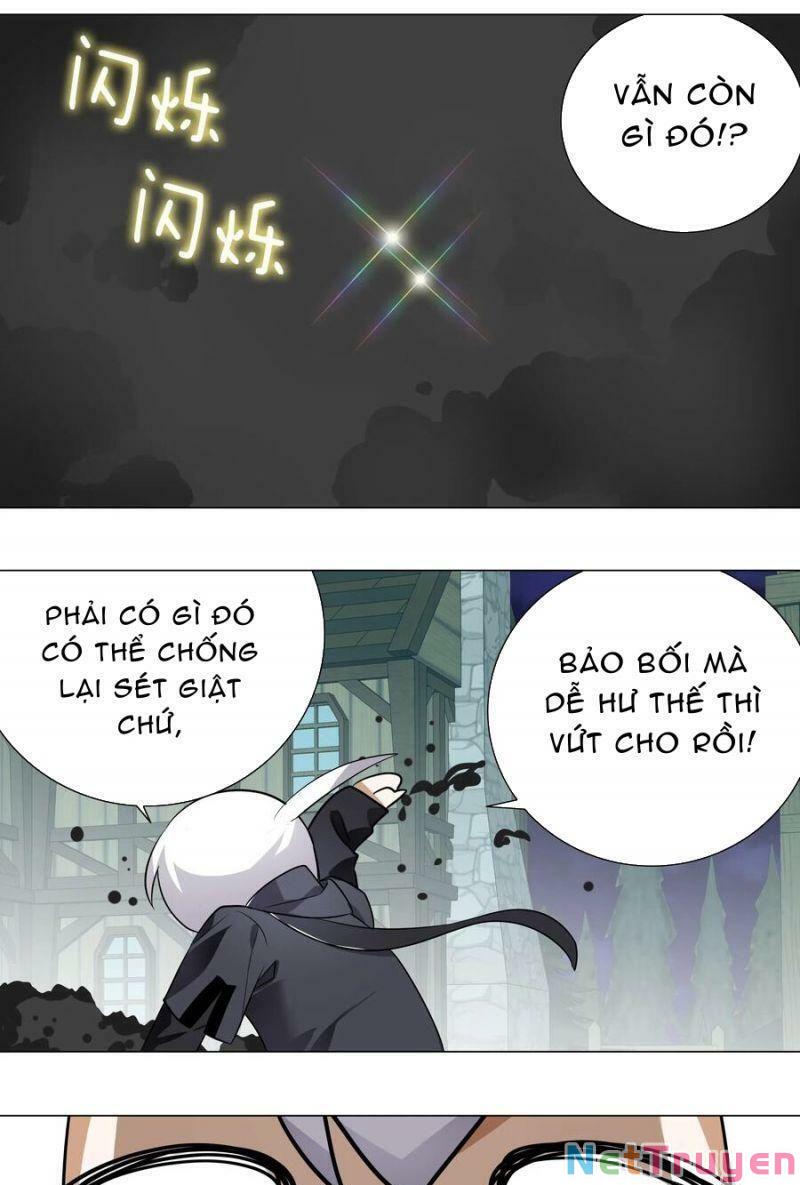 闪烁
闪烁
VẪN CÒN
GÌ ĐÓ!?
PHẢI CÓ GÌ ĐÓ
CÓ THỂ CHỐNG
LẠI SÉT GIẬT
CHỨ,
BẢO BỐI MÀ
DỄ HƯ THẾ THÌ
VỨT CHO RỒI!
NetTruyen